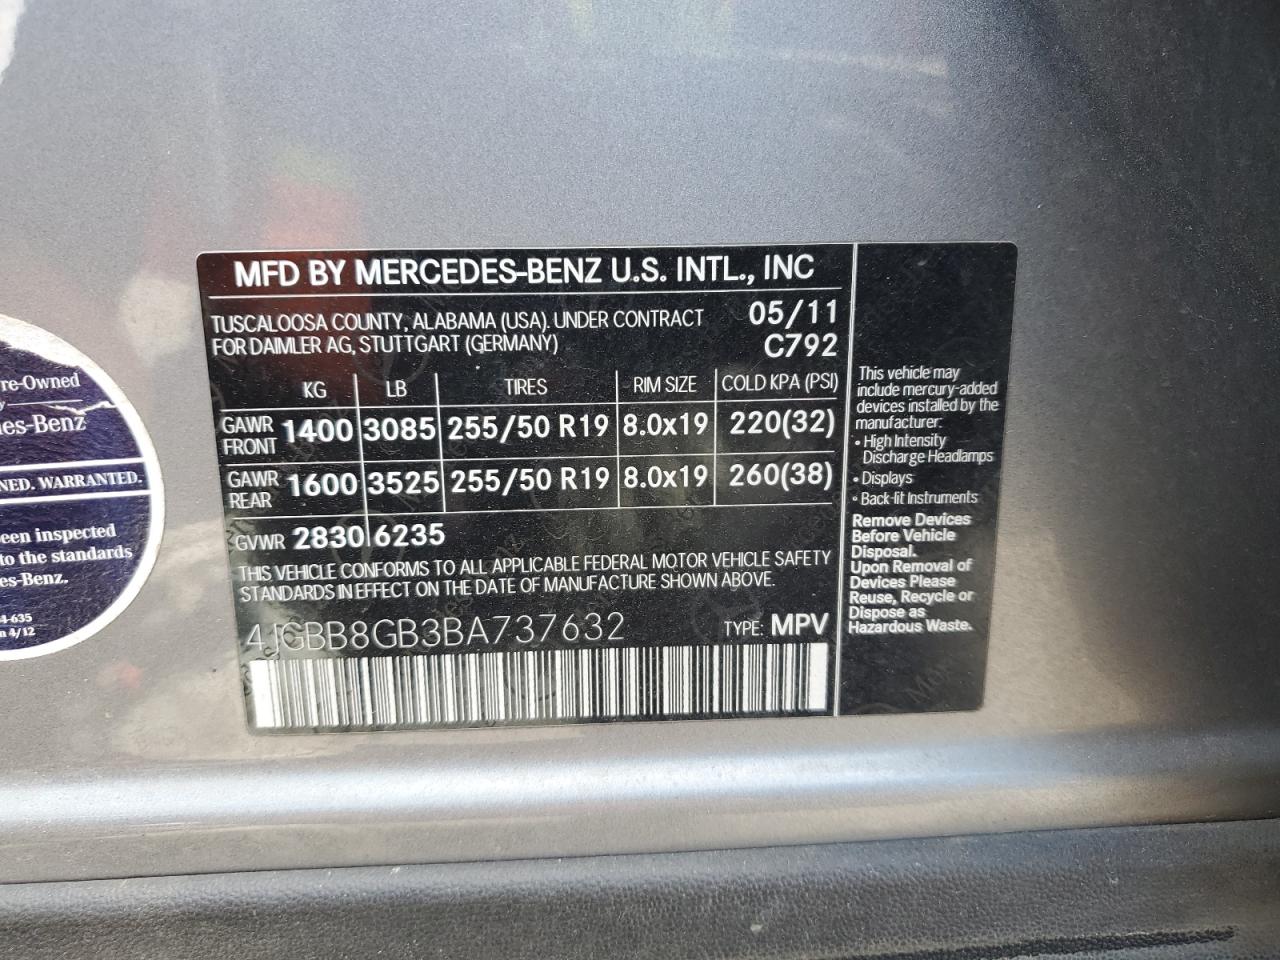 MFD BY MERCEDES-BENZ U.S. INTL., INC
TUSCALOOSA COUNTY, ALABAMA (USA). UNDER CONTRACT
FOR DAIMLER AG, STUTTGART (GERMANY)
05/11
C792
KG LB TIRES RIM SIZE COLD KPA (PSI)
GAWR FRONT 1400 3085 255/50 R19 8.0x19 220(32)
GAWR REAR 1600 3525 255/50 R19 8.0x19 260(38)
GVWR 2830 6235
THIS VEHICLE CONFORMS TO ALL APPLICABLE FEDERAL MOTOR VEHICLE SAFETY
STANDARDS IN EFFECT ON THE DATE OF MANUFACTURE SHOWN ABOVE.
4JGBB8GB3BA737632 TYPE: MPV
This vehicle may
include mercury-added
devices installed by the
manufacturer:
• High Intensity
Discharge Headlamps
• Displays
• Back-lit Instruments
Remove Devices
Before Vehicle
Disposal.
Upon Removal of
Devices Please
Reuse, Recycle or
Dispose as
Hazardous Waste.
re-Owned
es-Benz
NED. WARRANTED.
een inspected
to the standards
es-Benz.
4-635
n 4/12